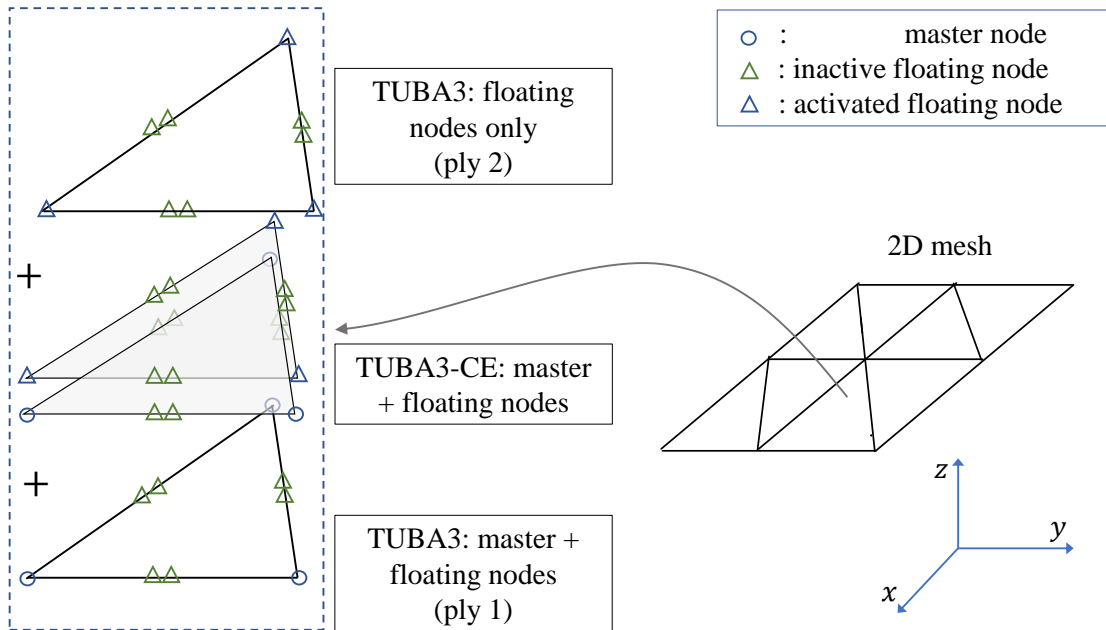 : master node
: inactive floating node
: activated floating node
TUBA3: floating
nodes only
(ply 2)
+
2D mesh
TUBA3-CE: master
+ floating nodes
+
TUBA3: master +
floating nodes
(ply 1)
z
y
x